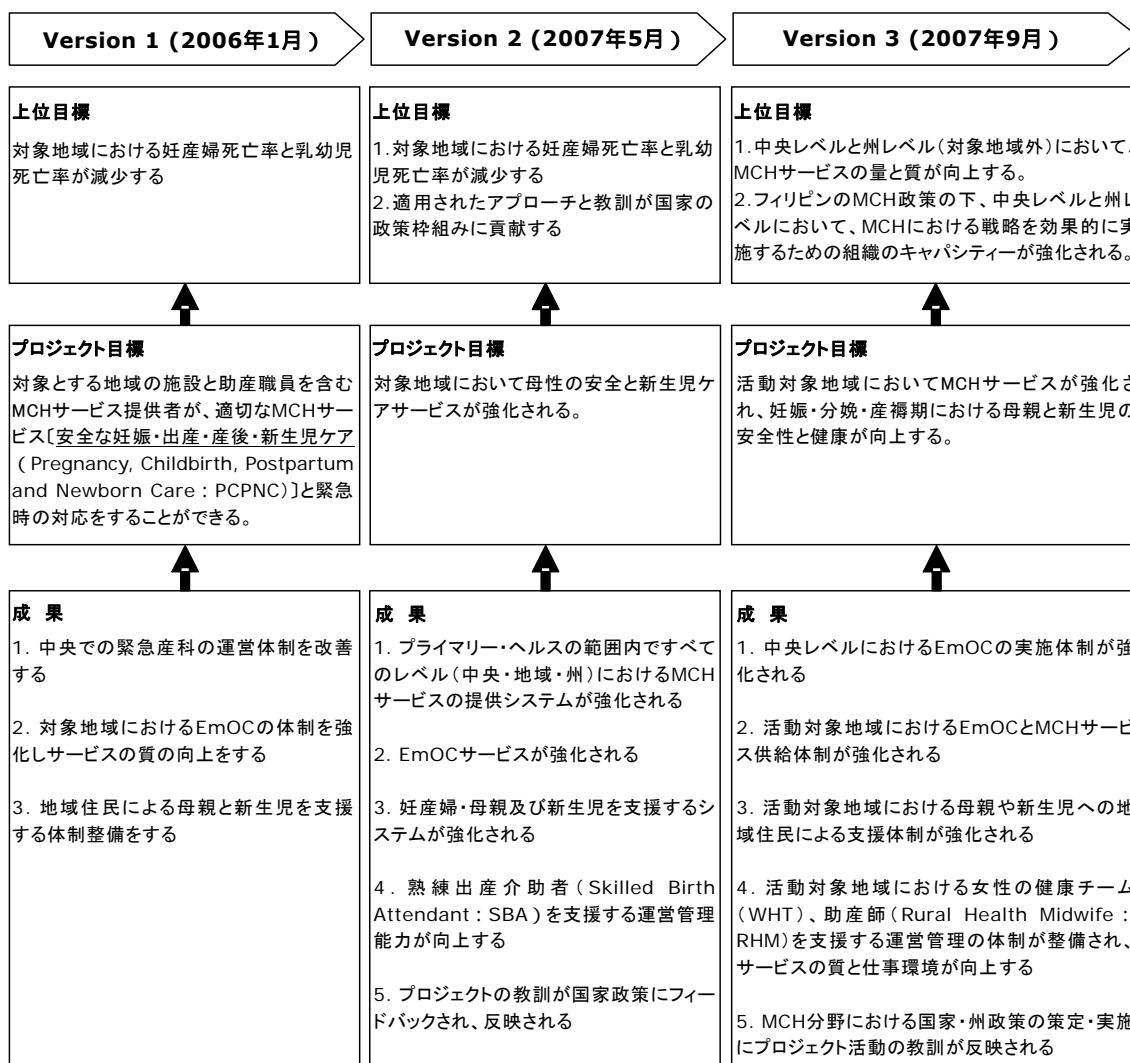 Version 1 (2006年1月)
Version 2 (2007年5月)
Version 3 (2007年9月)
上位目標
対象地域における妊産婦死亡率と乳幼児
死亡率が減少する
上位目標
1.対象地域における妊産婦死亡率と乳幼
児死亡率が減少する
2.適用されたアプローチと教訓が国家の
政策枠組みに貢献する
上位目標
1.中央レベルと州レベル(対象地域外)において、
MCHサービスの量と質が向上する。
2.フィリピンのMCH政策の下、中央レベルと州レ
ベルにおいて、MCHにおける戦略を効果的に実
施するための組織のキャパシティーが強化される。
プロジェクト目標
対象とする地域の施設と助産職員を含む
MCHサービス提供者が、適切なMCHサー
ビス〔安全な妊娠・出産・産後・新生児ケア
(Pregnancy, Childbirth, Postpartum
and Newborn Care：PCPNC)〕と緊急
時の対応をすることができる。
プロジェクト目標
対象地域において母性の安全と新生児ケ
アサービスが強化される。
プロジェクト目標
活動対象地域においてMCHサービスが強化さ
れ、妊娠・分娩・産褥期における母親と新生児の
安全性と健康が向上する。
成 果
1. 中央での緊急産科の運営体制を改善
する
2. 対象地域におけるEmOCの体制を強
化しサービスの質の向上をする
3. 地域住民による母親と新生児を支援
する体制整備をする
成 果
1. プライマリー・ヘルスの範囲内ですべて
のレベル(中央・地域・州)におけるMCH
サービスの提供システムが強化される
2. EmOCサービスが強化される
3. 妊産婦・母親及び新生児を支援するシ
ステムが強化される
4. 熟練出産介助者(Skilled Birth
Attendant：SBA)を支援する運営管理
能力が向上する
5. プロジェクトの教訓が国家政策にフィー
ドバックされ、反映される
成 果
1. 中央レベルにおけるEmOCの実施体制が強
化される
2. 活動対象地域におけるEmOCとMCHサービ
ス供給体制が強化される
3. 活動対象地域における母親や新生児への地
域住民による支援体制が強化される
4. 活動対象地域における女性の健康チーム
(WHT)、助産師(Rural Health Midwife：
RHM)を支援する運営管理の体制が整備され、
サービスの質と仕事環境が向上する
5. MCH分野における国家・州政策の策定・実施
にプロジェクト活動の教訓が反映される